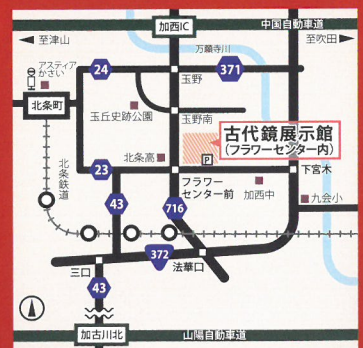 加西IC
中国自動車道
至津山
万願寺川
至吹田
アスティア
かさい
24
371
玉野
北条町
玉丘史跡公園
玉野南
古代鏡展示館
(フラワーセンター内)
P
北条高
北条鉄道
23
フラワー
センター前
加西中
下宮木
九会小
43
716
372
三口
法華口
43
加古川北
山陽自動車道